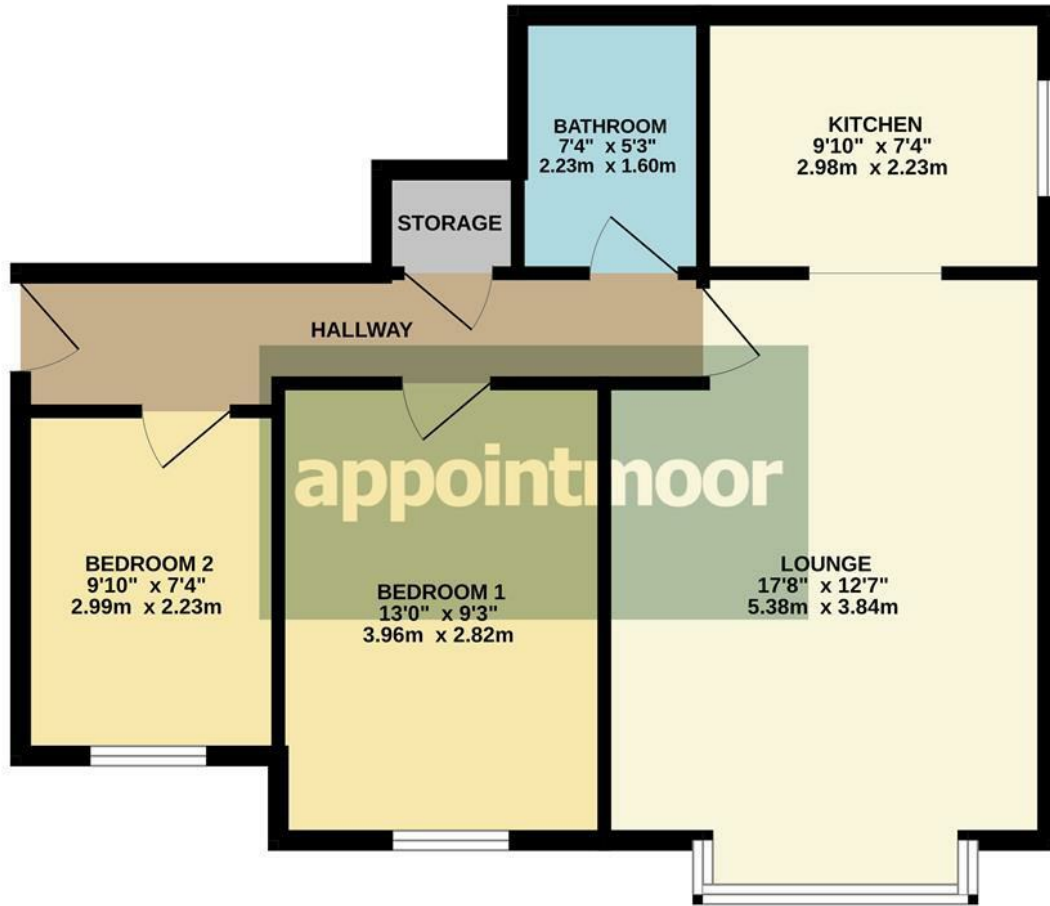 BATHROOM
7'4" x 5'3"
2.23m x 1.60m
KITCHEN
9'10" x 7'4"
2.98m x 2.23m
STORAGE
HALLWAY
appointmoor
BEDROOM 2
9'10" x 7'4"
2.99m x 2.23m
BEDROOM 1
13'0" x 9'3"
3.96m x 2.82m
LOUNGE
17'8" x 12'7"
5.38m x 3.84m